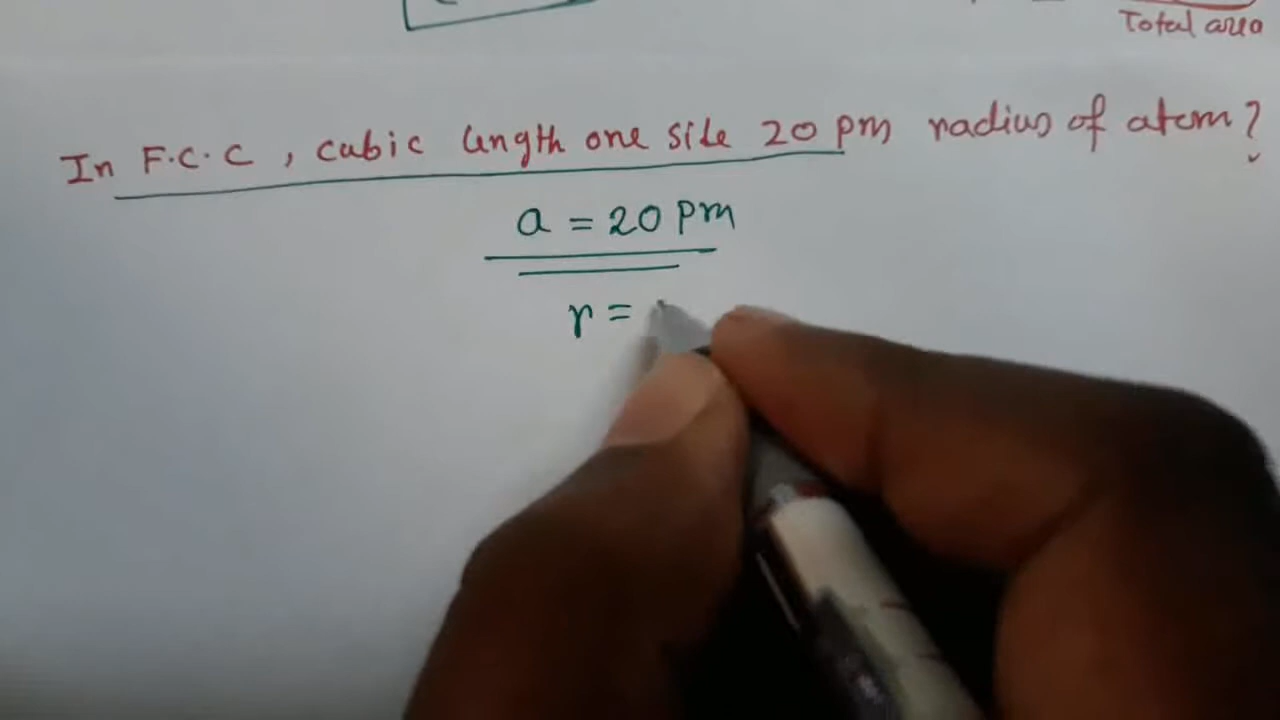 Total area
In F.C.C, cubic length one side 20 pm radius of atom?
a = 20 pm
r =